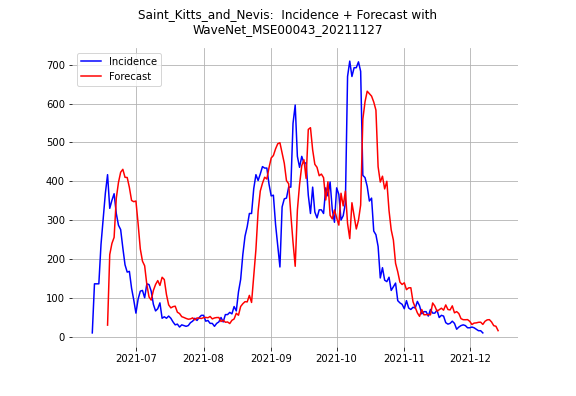 Saint_Kitts_and_Nevis:  Incidence + Forecast with
WaveNet_MSE00043_20211127
Incidence
Forecast
700
600
500
400
300
200
100
0
2021-07 2021-08 2021-09 2021-10 2021-11 2021-12